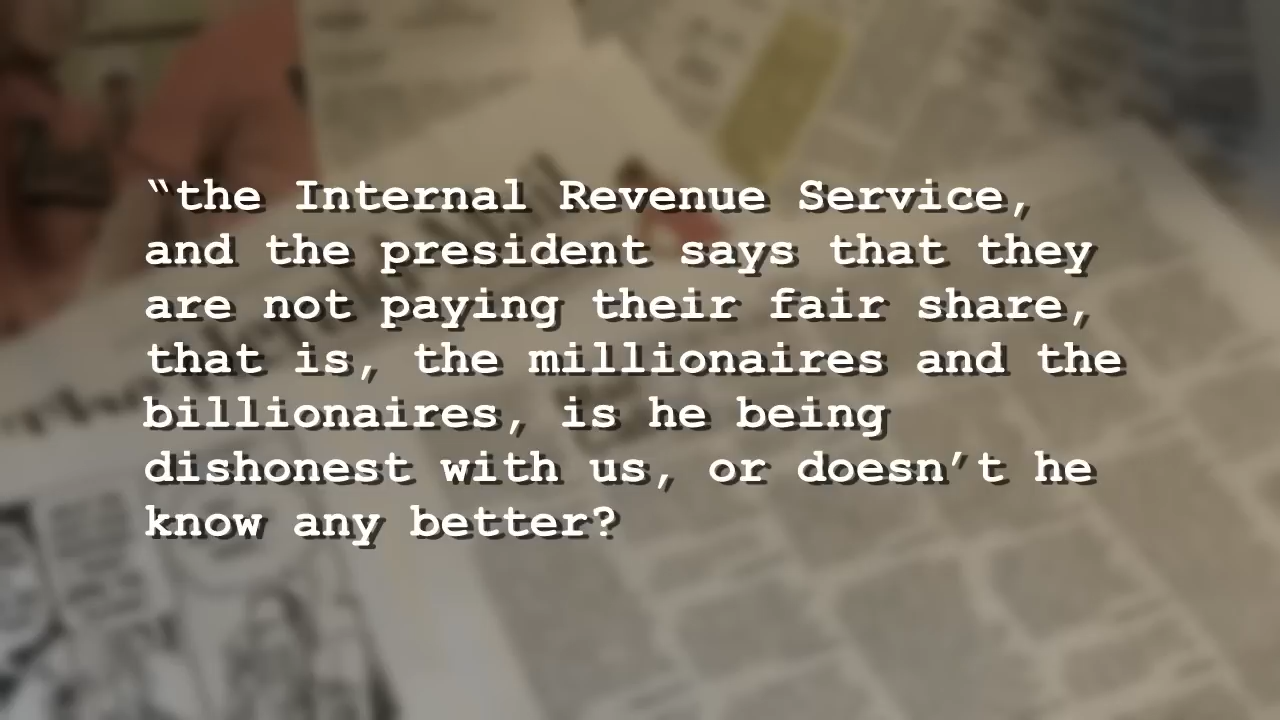 “the Internal Revenue Service,
and the president says that they
are not paying their fair share,
that is, the millionaires and the
billionaires, is he being
dishonest with us, or doesn’t he
know any better?